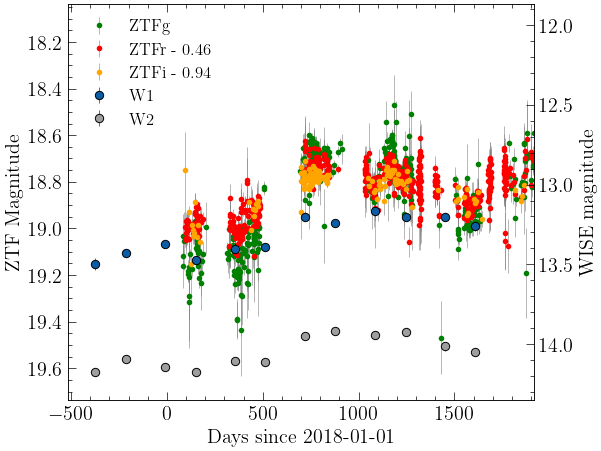 ZTFg
ZTFr - 0.46
ZTFi - 0.94
W1
W2
ZTF Magnitude
18.2
18.4
18.6
18.8
19.0
19.2
19.4
19.6
12.0
12.5
13.0
13.5
14.0
WISE magnitude
−500
0
500
1000
1500
Days since 2018-01-01